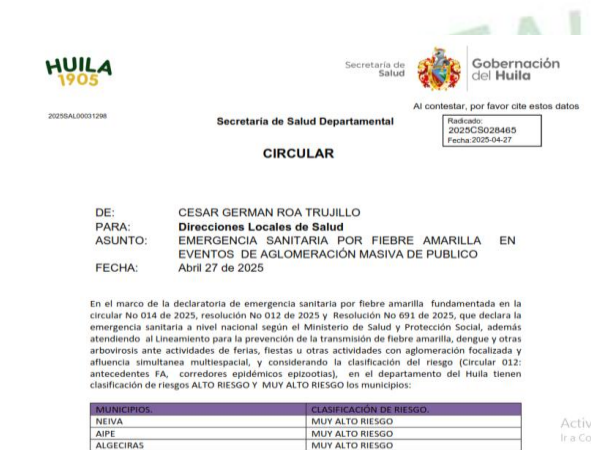 HUILA
1905
Secretaría de
Salud
Gobernación
del Huila
Al contestar, por favor cite estos datos
2025SAL00031298
Secretaría de Salud Departamental
Radicado:
2025CS028465
Fecha:2025-04-27
CIRCULAR
DE: CESAR GERMAN ROA TRUJILLO
PARA: Direcciones Locales de Salud
ASUNTO: EMERGENCIA SANITARIA POR FIEBRE AMARILLA EN
EVENTOS DE AGLOMERACIÓN MASIVA DE PUBLICO
FECHA: Abril 27 de 2025
En el marco de la declaratoria de emergencia sanitaria por fiebre amarilla fundamentada en la
circular No 014 de 2025, resolución No 012 de 2025 y Resolución No 691 de 2025, que declara la
emergencia sanitaria a nivel nacional según el Ministerio de Salud y Protección Social, además
atendiendo al Lineamiento para la prevención de la transmisión de fiebre amarilla, dengue y otras
arbovirosis ante actividades de ferias, fiestas u otras actividades con aglomeración focalizada y
afluencia simultanea multiespacial, y considerando la clasificación del riesgo (Circular 012:
antecedentes FA, corredores epidémicos epizootias), en el departamento del Huila tienen
clasificación de riesgos ALTO RIESGO Y MUY ALTO RIESGO los municipios:
MUNICIPIOS. CLASIFICACIÓN DE RIESGO.
NEIVA MUY ALTO RIESGO
AIPE MUY ALTO RIESGO
ALGECIRAS MUY ALTO RIESGO
Activ
Ir a Co